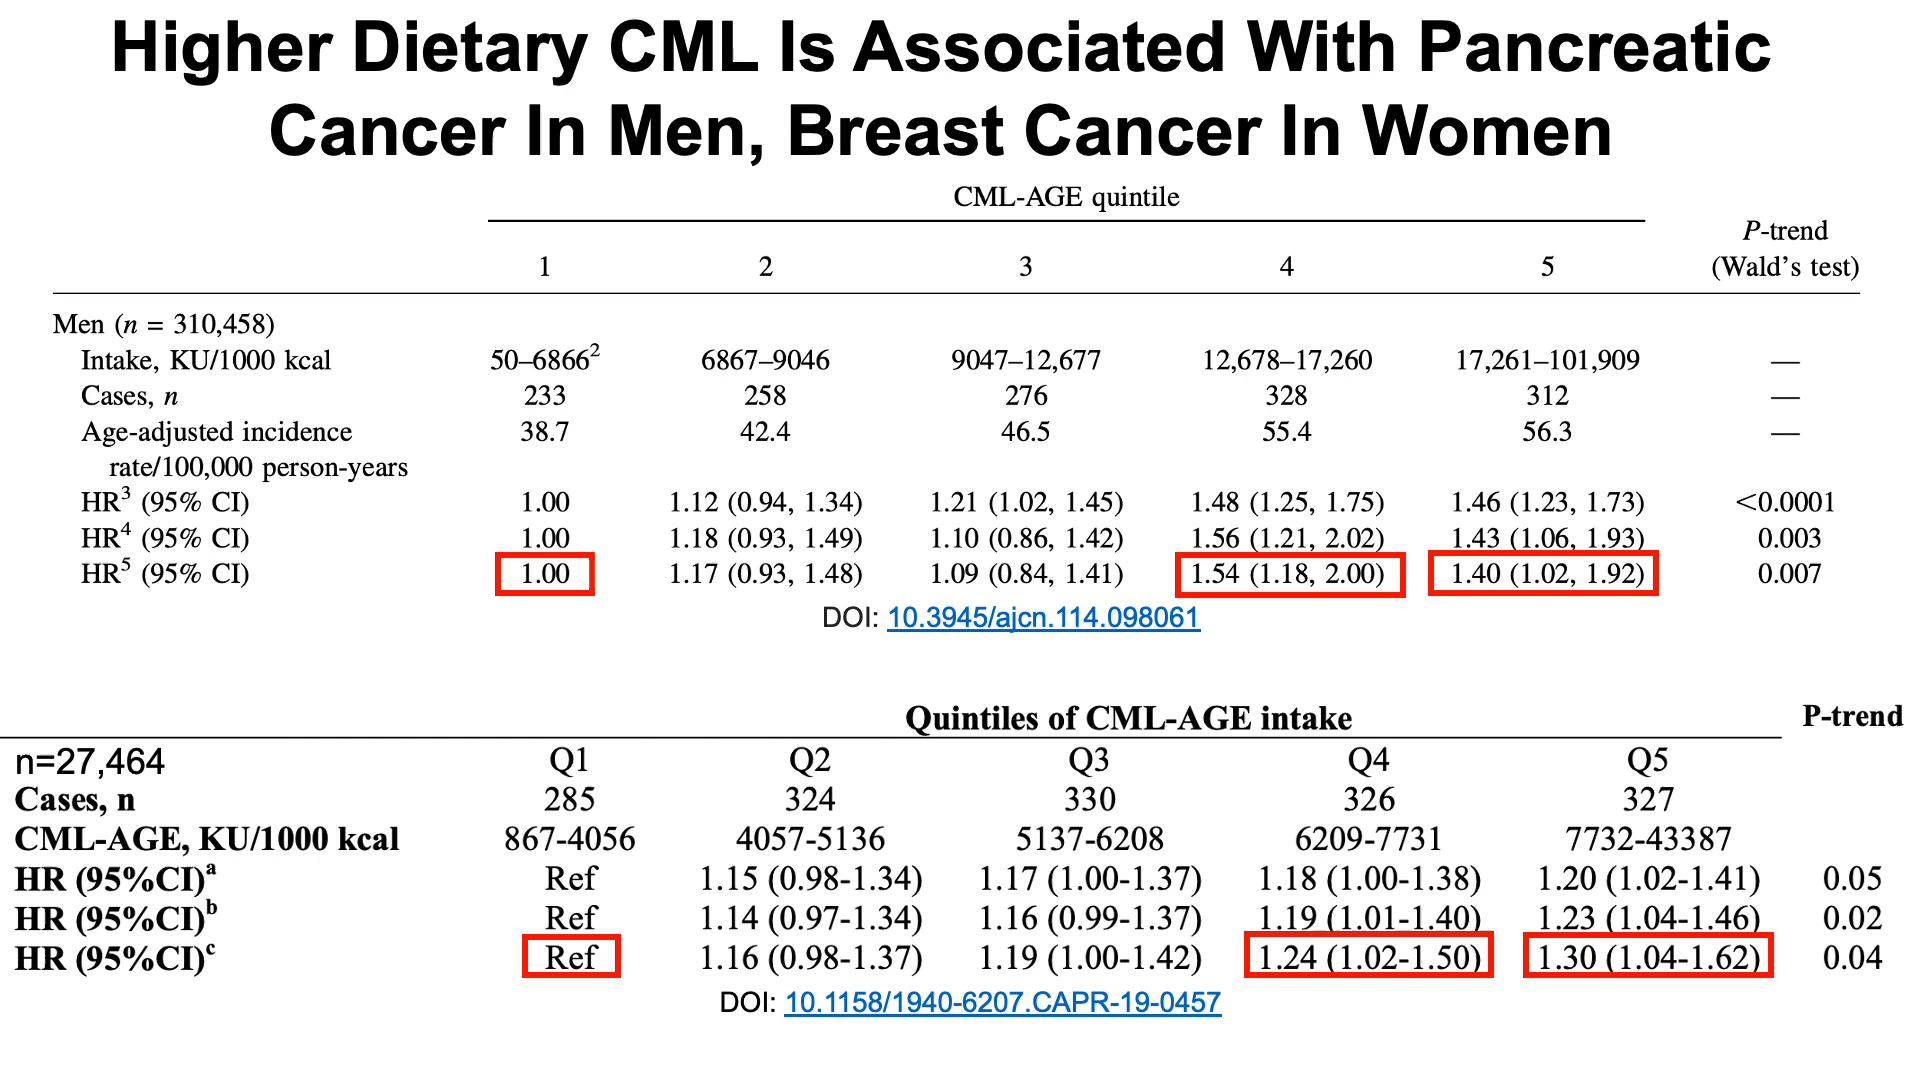 Higher Dietary CML Is Associated With Pancreatic
Cancer In Men, Breast Cancer In Women
CML-AGE quintile
P-trend
1 2 3 4 5 (Wald's test)
Men (n = 310,458)
Intake, KU/1000 kcal 50–6866² 6867–9046 9047–12,677 12,678–17,260 17,261–101,909 —
Cases, n 233 258 276 328 312 —
Age-adjusted incidence 38.7 42.4 46.5 55.4 56.3 —
rate/100,000 person-years
HR³ (95% CI) 1.00 1.12 (0.94, 1.34) 1.21 (1.02, 1.45) 1.48 (1.25, 1.75) 1.46 (1.23, 1.73) <0.0001
HR⁴ (95% CI) 1.00 1.18 (0.93, 1.49) 1.10 (0.86, 1.42) 1.56 (1.21, 2.02) 1.43 (1.06, 1.93) 0.003
HR⁵ (95% CI) 1.00 1.17 (0.93, 1.48) 1.09 (0.84, 1.41) 1.54 (1.18, 2.00) 1.40 (1.02, 1.92) 0.007
DOI: 10.3945/ajcn.114.098061
Quintiles of CML-AGE intake P-trend
n=27,464 Q1 Q2 Q3 Q4 Q5
Cases, n 285 324 330 326 327
CML-AGE, KU/1000 kcal 867-4056 4057-5136 5137-6208 6209-7731 7732-43387
HR (95%CI)ᵃ Ref 1.15 (0.98-1.34) 1.17 (1.00-1.37) 1.18 (1.00-1.38) 1.20 (1.02-1.41) 0.05
HR (95%CI)ᵇ Ref 1.14 (0.97-1.34) 1.16 (0.99-1.37) 1.19 (1.01-1.40) 1.23 (1.04-1.46) 0.02
HR (95%CI)ᶜ Ref 1.16 (0.98-1.37) 1.19 (1.00-1.42) 1.24 (1.02-1.50) 1.30 (1.04-1.62) 0.04
DOI: 10.1158/1940-6207.CAPR-19-0457